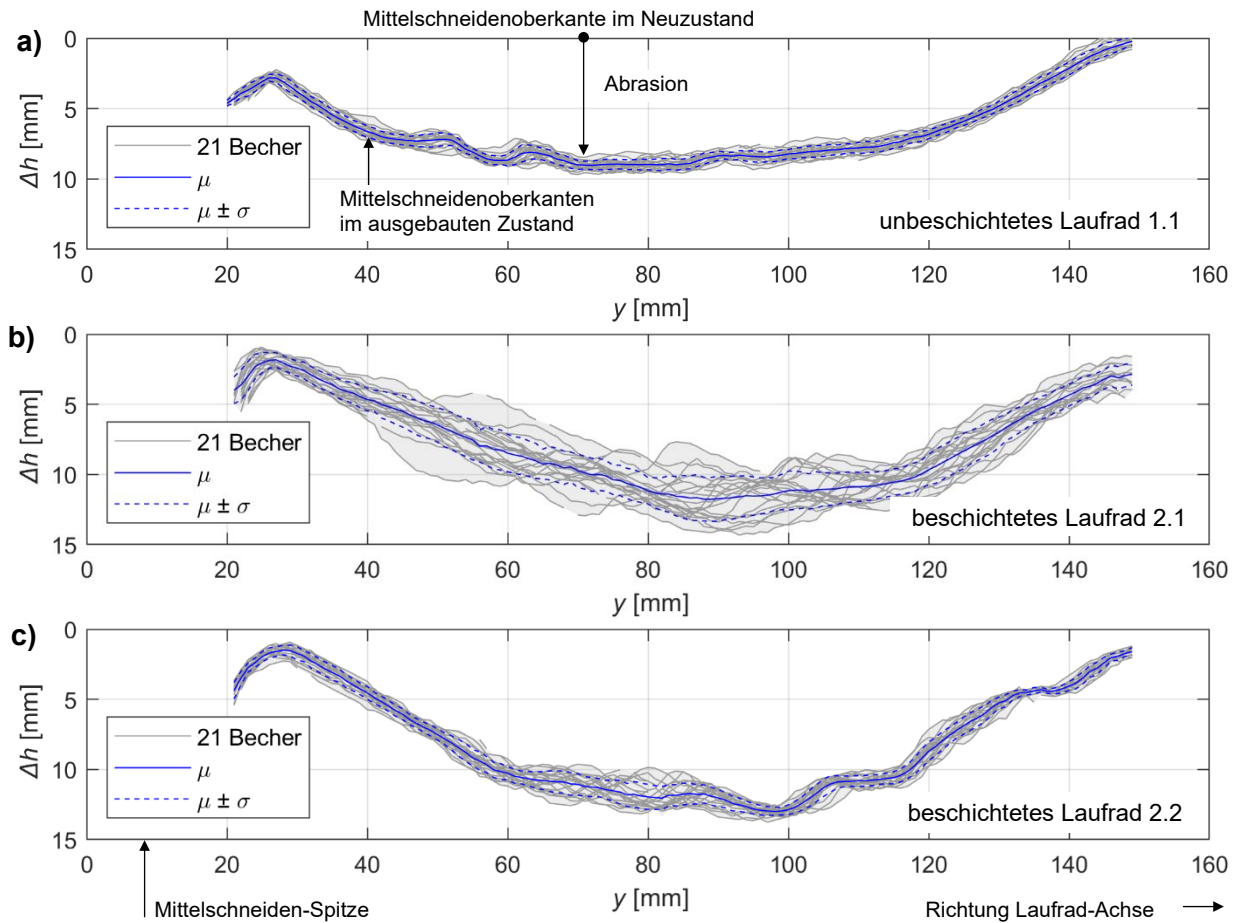 Mittelschneidenoberkante im Neuzustand
a)
0
5
10
15
Δh [mm]
Abrasion
21 Becher
μ
μ ± σ
Mittelschneidenoberkanten
im ausgebauten Zustand
unbeschichtetes Laufrad 1.1
0 20 40 60 80 100 120 140 160
y [mm]
b)
0
5
10
15
Δh [mm]
21 Becher
μ
μ ± σ
beschichtetes Laufrad 2.1
0 20 40 60 80 100 120 140 160
y [mm]
c)
0
5
10
15
Δh [mm]
21 Becher
μ
μ ± σ
beschichtetes Laufrad 2.2
0 20 40 60 80 100 120 140 160
y [mm]
Mittelschneiden-Spitze
Richtung Laufrad-Achse